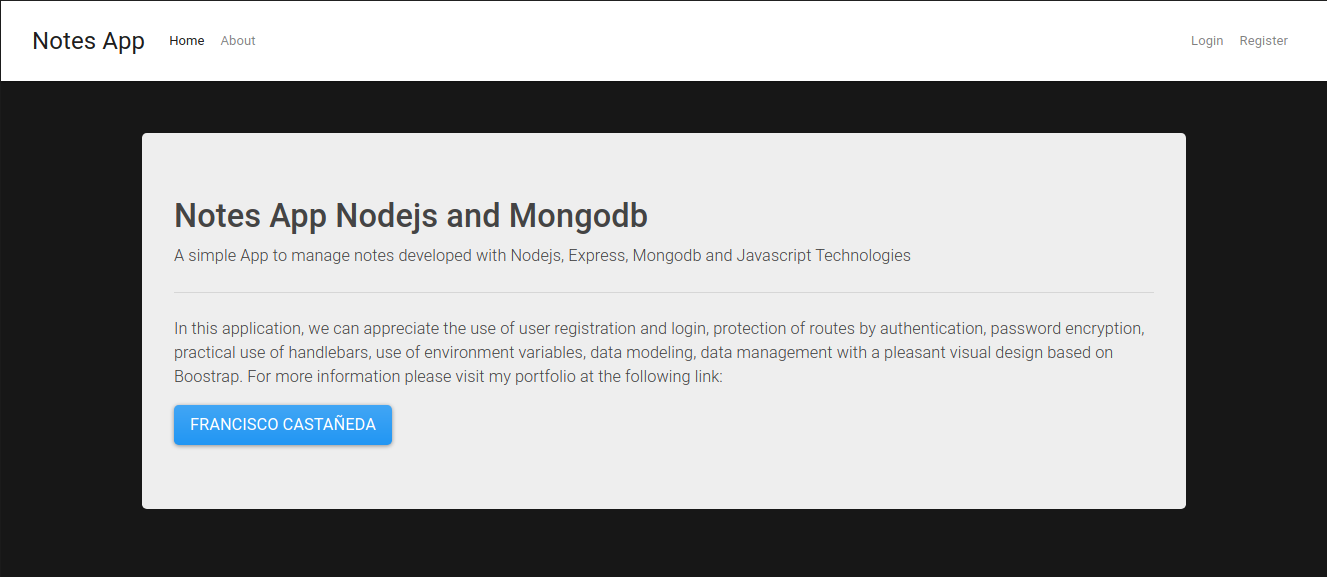 Notes App Home About Login Register
Notes App Nodejs and Mongodb
A simple App to manage notes developed with Nodejs, Express, Mongodb and Javascript Technologies
In this application, we can appreciate the use of user registration and login, protection of routes by authentication, password encryption,
practical use of handlebars, use of environment variables, data modeling, data management with a pleasant visual design based on
Boostrap. For more information please visit my portfolio at the following link:
FRANCISCO CASTAÑEDA